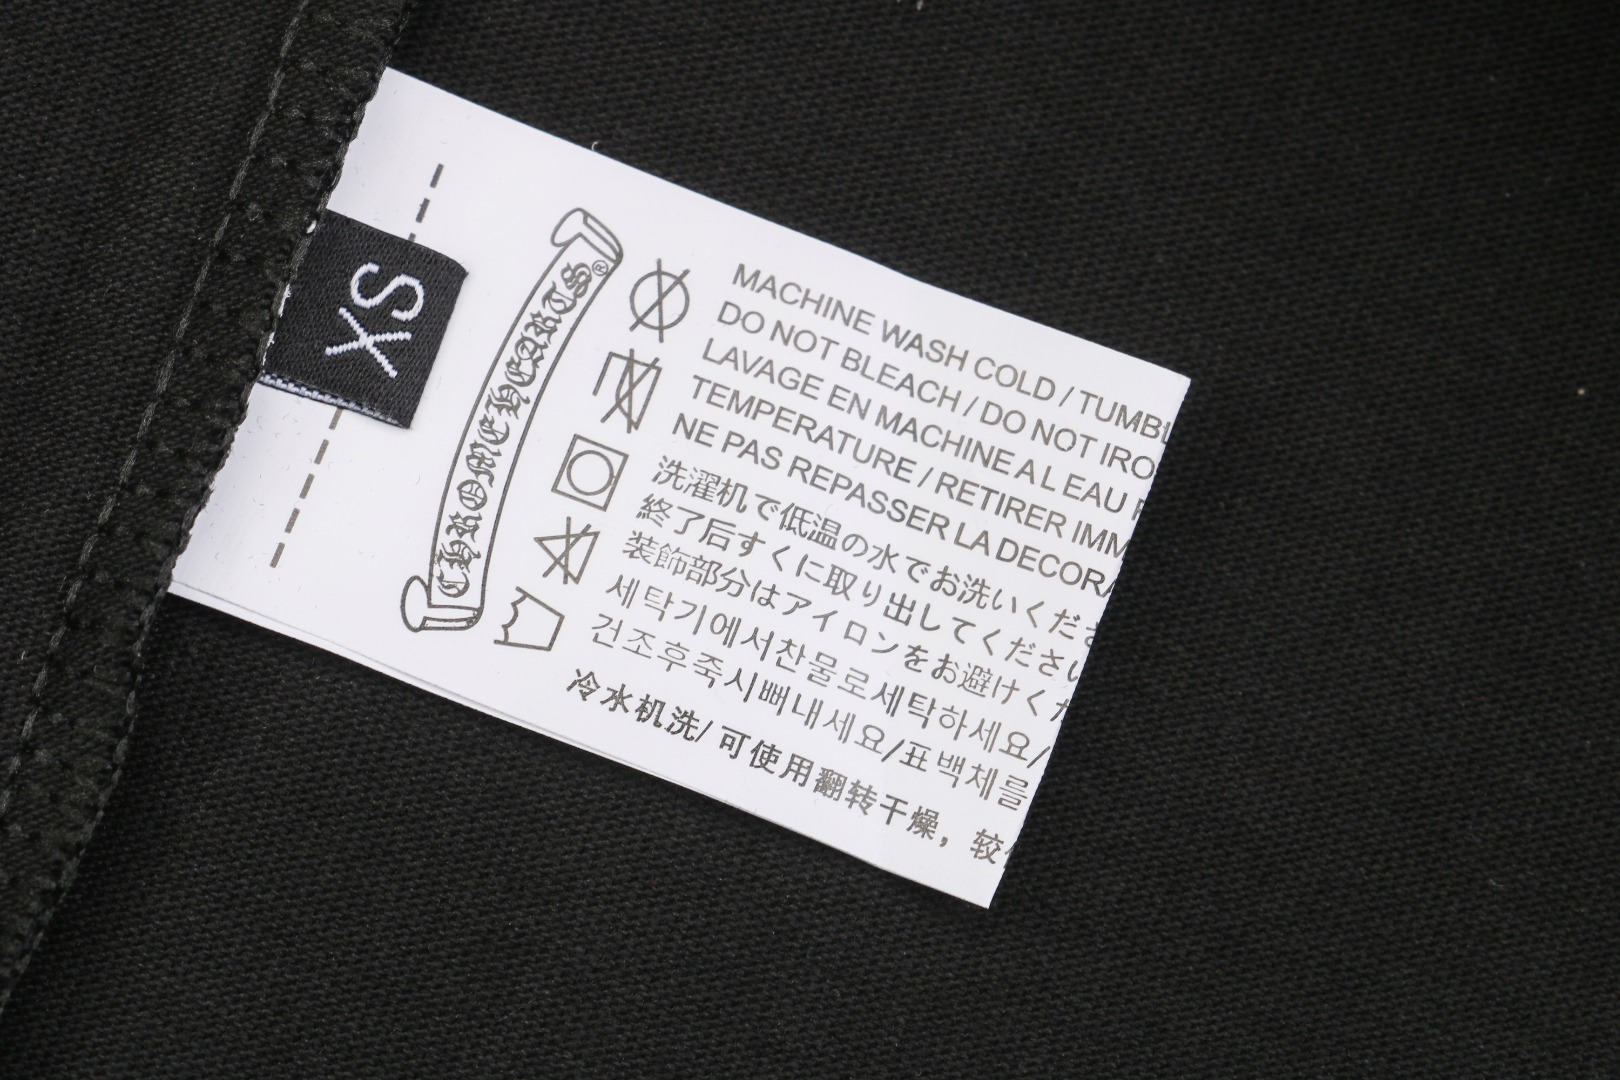 XS
CHROME HEARTS®
MACHINE WASH COLD / TUMBL
DO NOT BLEACH / DO NOT IRO
LAVAGE EN MACHINE A L EAU
TEMPERATURE / RETIRER IMM
NE PAS REPASSER LA DECORA
洗濯机で低温の水でお洗いくださ
終了后すくに取り出してください
装飾部分はアイロンをお避けくだ
세탁기에서찬물로세탁하세요/
건조후즉시빼내세요/표백제를
冷水机洗/ 可使用翻转干燥，较